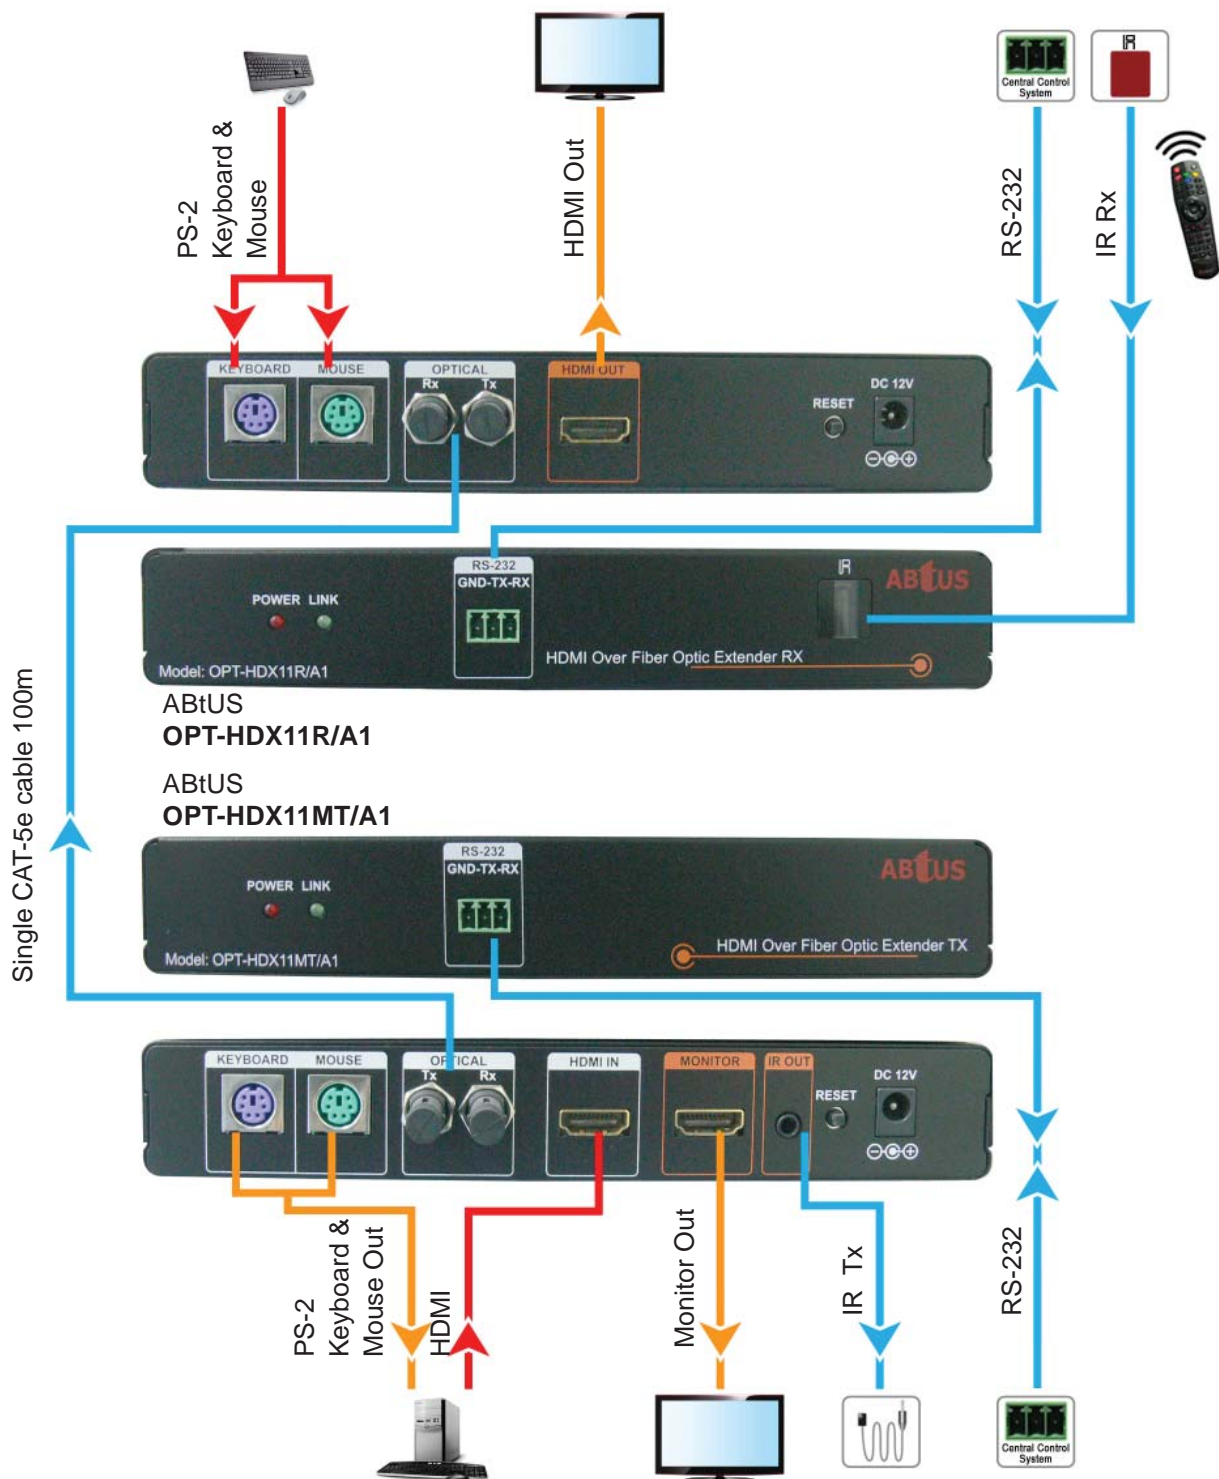 PS-2
Keyboard &
Mouse
HDMI Out
Central Control
System
IR
RS-232
IR Rx
KEYBOARD
MOUSE
OPTICAL
Rx
Tx
HDMI OUT
RESET
DC 12V
RS-232
GND-TX-RX
IR
ABtUS
POWER LINK
HDMI Over Fiber Optic Extender RX
Model: OPT-HDX11R/A1
ABtUS
OPT-HDX11R/A1
Single CAT-5e cable 100m
ABtUS
OPT-HDX11MT/A1
RS-232
GND-TX-RX
ABtUS
POWER LINK
HDMI Over Fiber Optic Extender TX
Model: OPT-HDX11MT/A1
KEYBOARD
MOUSE
OPTICAL
Tx
Rx
HDMI IN
MONITOR
IR OUT
RESET
DC 12V
PS-2
Keyboard &
Mouse Out
HDMI
Monitor Out
IR Tx
RS-232
Central Control
System